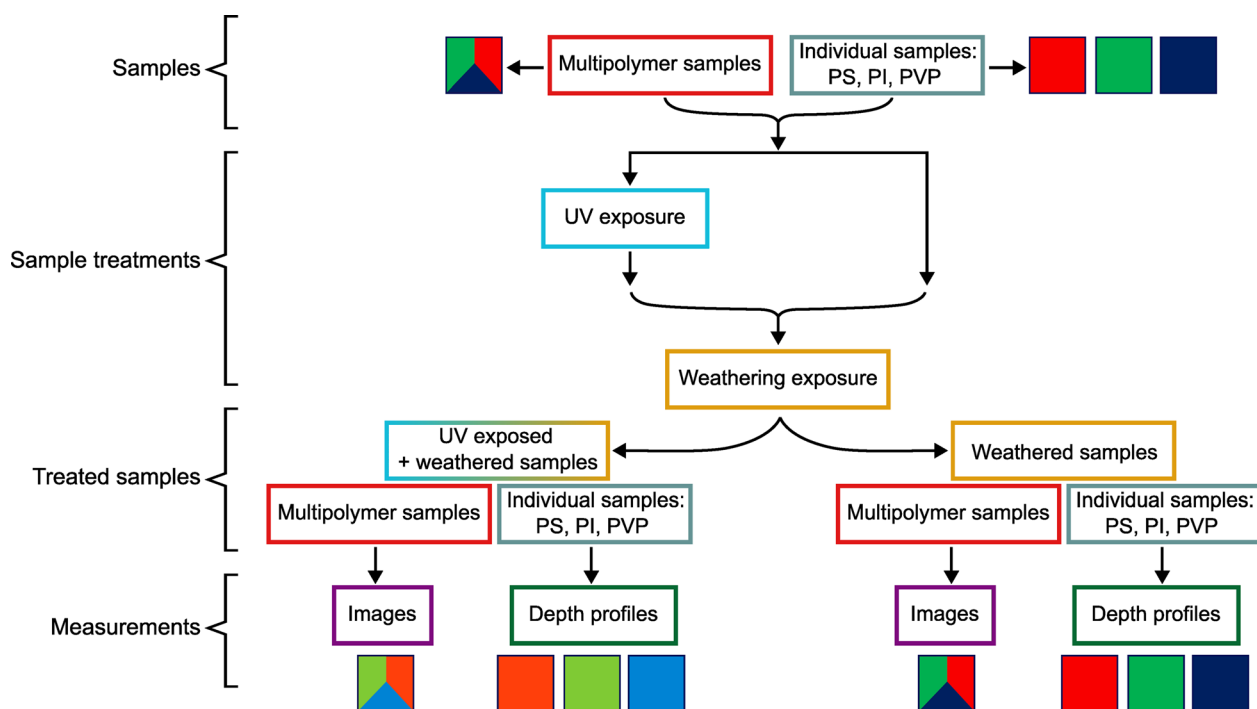 Samples
Multipolymer samples
Individual samples:
PS, PI, PVP
Sample treatments
UV exposure
Weathering exposure
Treated samples
UV exposed
+ weathered samples
Weathered samples
Multipolymer samples
Individual samples:
PS, PI, PVP
Multipolymer samples
Individual samples:
PS, PI, PVP
Measurements
Images
Depth profiles
Images
Depth profiles